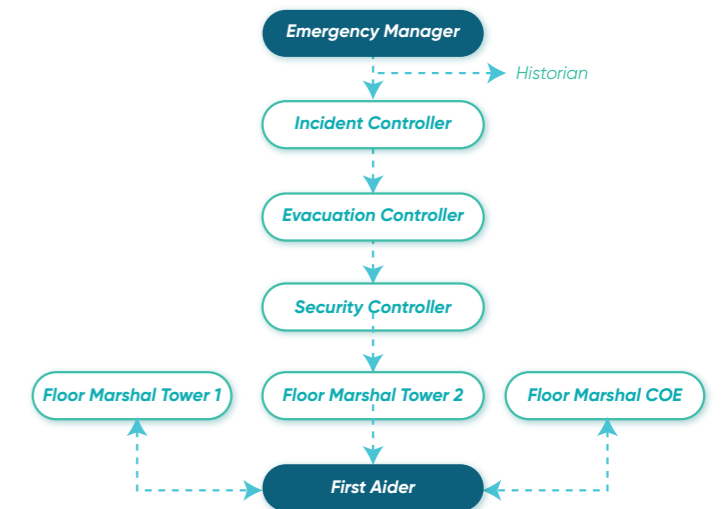 Emergency Manager
Historian
Incident Controller
Evacuation Controller
Security Controller
Floor Marshal Tower 1
Floor Marshal Tower 2
Floor Marshal COE
First Aider